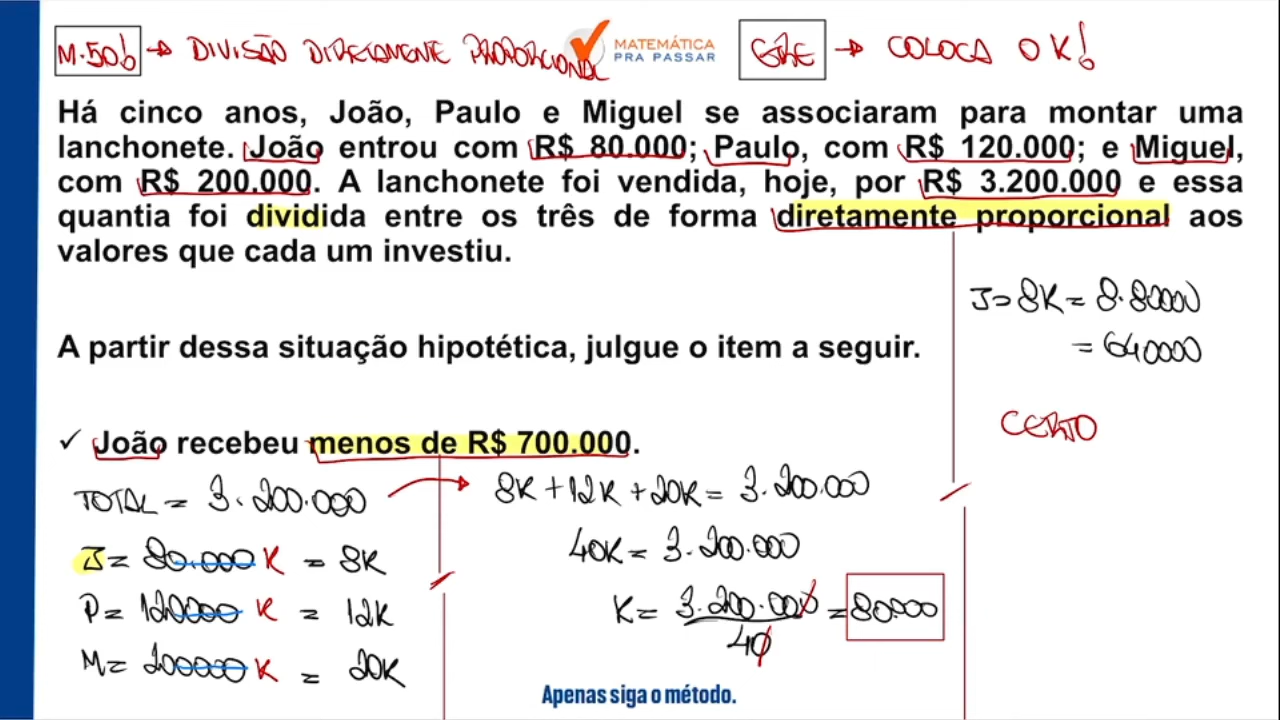 M.50! → DIVISÃO DIRETAMENTE PROPORCIONAL
MATEMÁTICA
PRA PASSAR
→ COLOCA O K!
Há cinco anos, João, Paulo e Miguel se associaram para montar uma
lanchonete. João entrou com R$ 80.000; Paulo, com R$ 120.000; e Miguel,
com R$ 200.000. A lanchonete foi vendida, hoje, por R$ 3.200.000 e essa
quantia foi dividida entre os três de forma diretamente proporcional aos
valores que cada um investiu.
J = 8K = 8.80000
= 640000
A partir dessa situação hipotética, julgue o item a seguir.
CERTO
✓ João recebeu menos de R$ 700.000.
TOTAL = 3.200.000
J = 80.000 K = 8K
P = 120000 K = 12K
M = 200000 K = 20K
8K + 12K + 20K = 3.200.000
40K = 3.200.000
K = 3.200.000 = 80.000
40
Apenas siga o método.